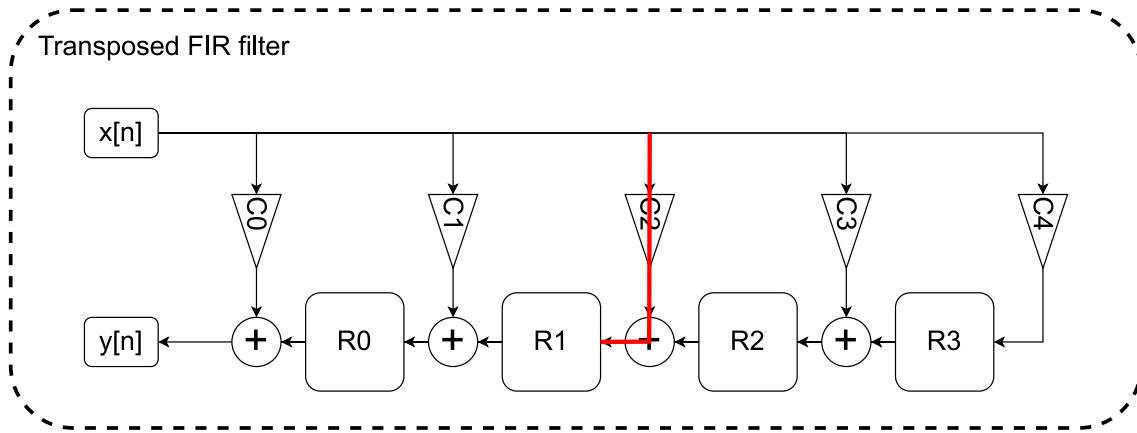 Transposed FIR filter
x[n]
C0 C1 C2 C3 C4
y[n] + R0 + R1 + R2 + R3